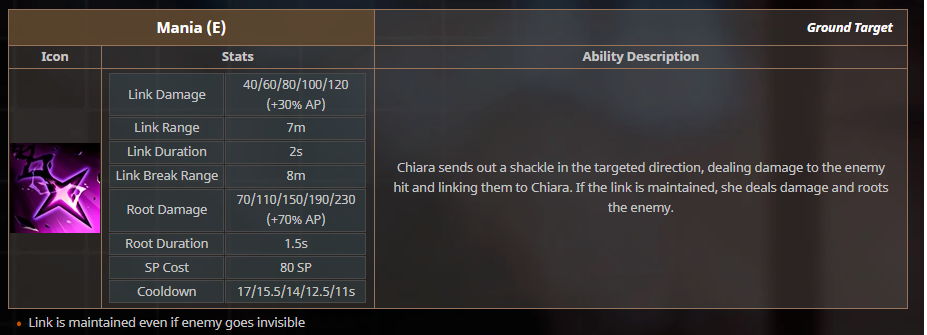 Mania (E)
Ground Target
Icon
Stats
Ability Description
Link Damage
40/60/80/100/120
(+30% AP)
Link Range
7m
Link Duration
2s
Link Break Range
8m
Root Damage
70/110/150/190/230
(+70% AP)
Root Duration
1.5s
SP Cost
80 SP
Cooldown
17/15.5/14/12.5/11s
Chiara sends out a shackle in the targeted direction, dealing damage to the enemy
hit and linking them to Chiara. If the link is maintained, she deals damage and roots
the enemy.
• Link is maintained even if enemy goes invisible